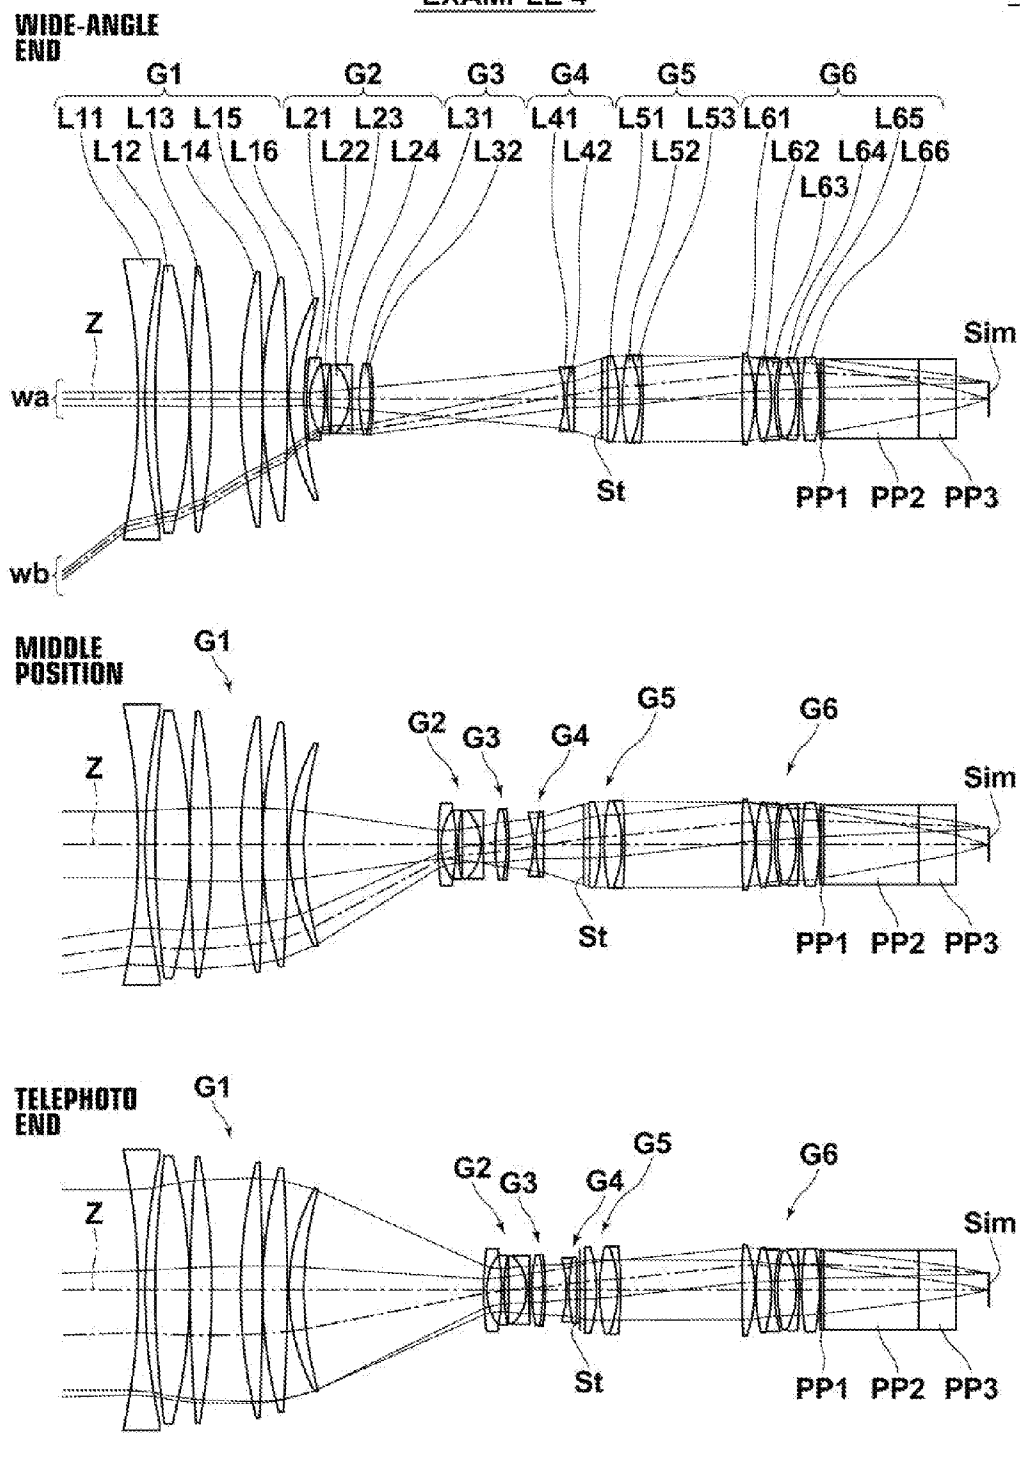 EXAMPLE 4
WIDE-ANGLE
END
G1 G2 G3 G4 G5 G6
L11 L13 L15 L21 L23 L31 L41 L51 L53 L61 L65
L12 L14 L16 L22 L24 L32 L42 L52 L62 L64 L66
L63
Z
Sim
wa
St
PP1 PP2 PP3
wb
MIDDLE
POSITION
G1
G5
G2
G3
G4
G6
Z
Sim
St
PP1 PP2 PP3
TELEPHOTO
END
G1
G5
G2
G3
G4
G6
Z
Sim
St
PP1 PP2 PP3